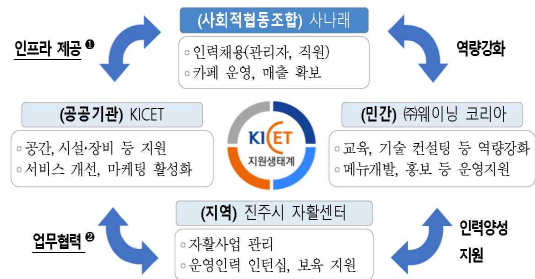 (사회적협동조합) 사나래
인프라 제공❶
▫인력채용(관리자, 직원)
▫카페 운영, 매출 확보
역량강화
(공공기관) KICET
▫공간, 시설·장비 등 지원
▫서비스 개선, 마케팅 활성화
KICET
지원생태계
(민간) ㈜웨이닝 코리아
▫교육, 기술 컨설팅 등 역량강화
▫메뉴개발, 홍보 등 운영지원
(지역) 진주시 자활센터
업무협력❷
▫자활사업 관리
▫운영인력 인턴십, 보육 지원
인력양성
지원